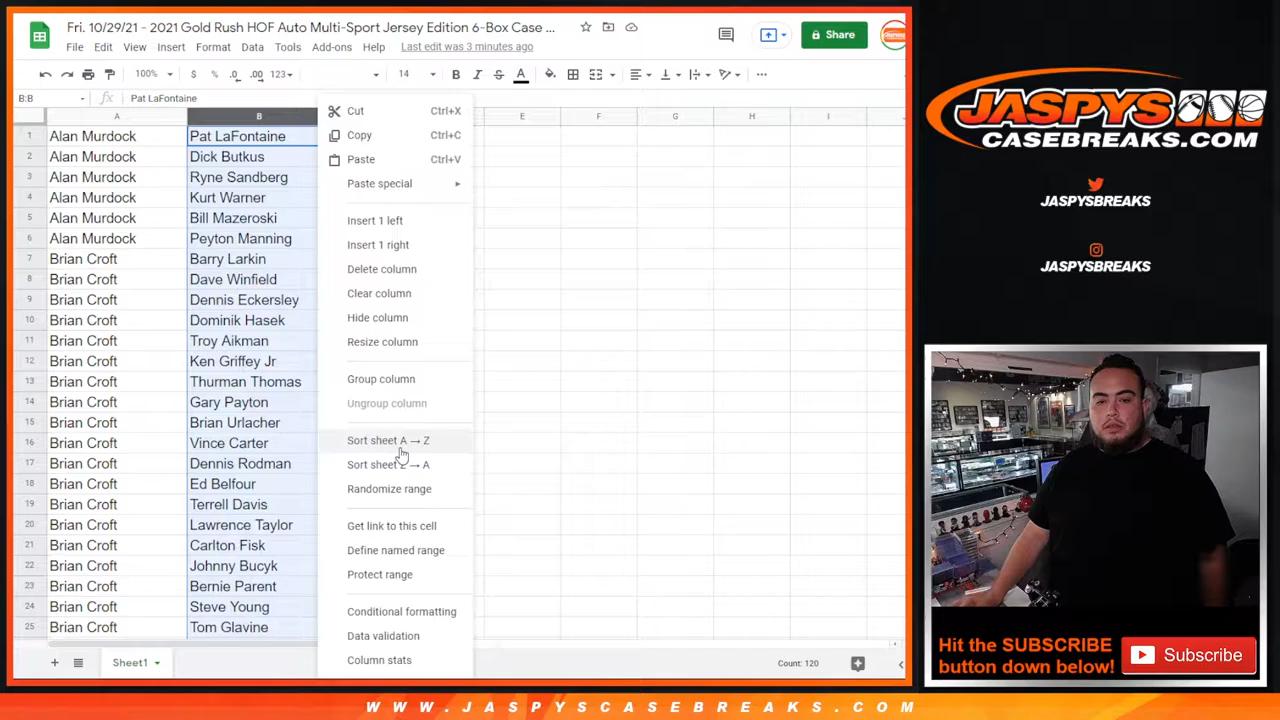 Fri. 10/29/21 - 2021 Gold Rush HOF Auto Multi-Sport Jersey Edition 6-Box Case ...
File Edit View Insert Format Data Tools Add-ons Help Last edit was 3 minutes ago
Share
100% $ % .0 .00 123 14 B I S A
B:B fx Pat LaFontaine
A B E F G H I
1 Alan Murdock Pat LaFontaine
2 Alan Murdock Dick Butkus
3 Alan Murdock Ryne Sandberg
4 Alan Murdock Kurt Warner
5 Alan Murdock Bill Mazeroski
6 Alan Murdock Peyton Manning
7 Brian Croft Barry Larkin
8 Brian Croft Dave Winfield
9 Brian Croft Dennis Eckersley
10 Brian Croft Dominik Hasek
11 Brian Croft Troy Aikman
12 Brian Croft Ken Griffey Jr
13 Brian Croft Thurman Thomas
14 Brian Croft Gary Payton
15 Brian Croft Brian Urlacher
16 Brian Croft Vince Carter
17 Brian Croft Dennis Rodman
18 Brian Croft Ed Belfour
19 Brian Croft Terrell Davis
20 Brian Croft Lawrence Taylor
21 Brian Croft Carlton Fisk
22 Brian Croft Johnny Bucyk
23 Brian Croft Bernie Parent
24 Brian Croft Steve Young
25 Brian Croft Tom Glavine
Cut Ctrl+X
Copy Ctrl+C
Paste Ctrl+V
Paste special
Insert 1 left
Insert 1 right
Delete column
Clear column
Hide column
Resize column
Group column
Ungroup column
Sort sheet A → Z
Sort sheet → A
Randomize range
Get link to this cell
Define named range
Protect range
Conditional formatting
Data validation
Column stats
Sheet1
Count: 120
JASPYS
CASEBREAKS.COM
JASPYSBREAKS
JASPYSBREAKS
Hit the SUBSCRIBE
button down below!
Subscribe
WWW.JASPYSCASEBREAKS.COM